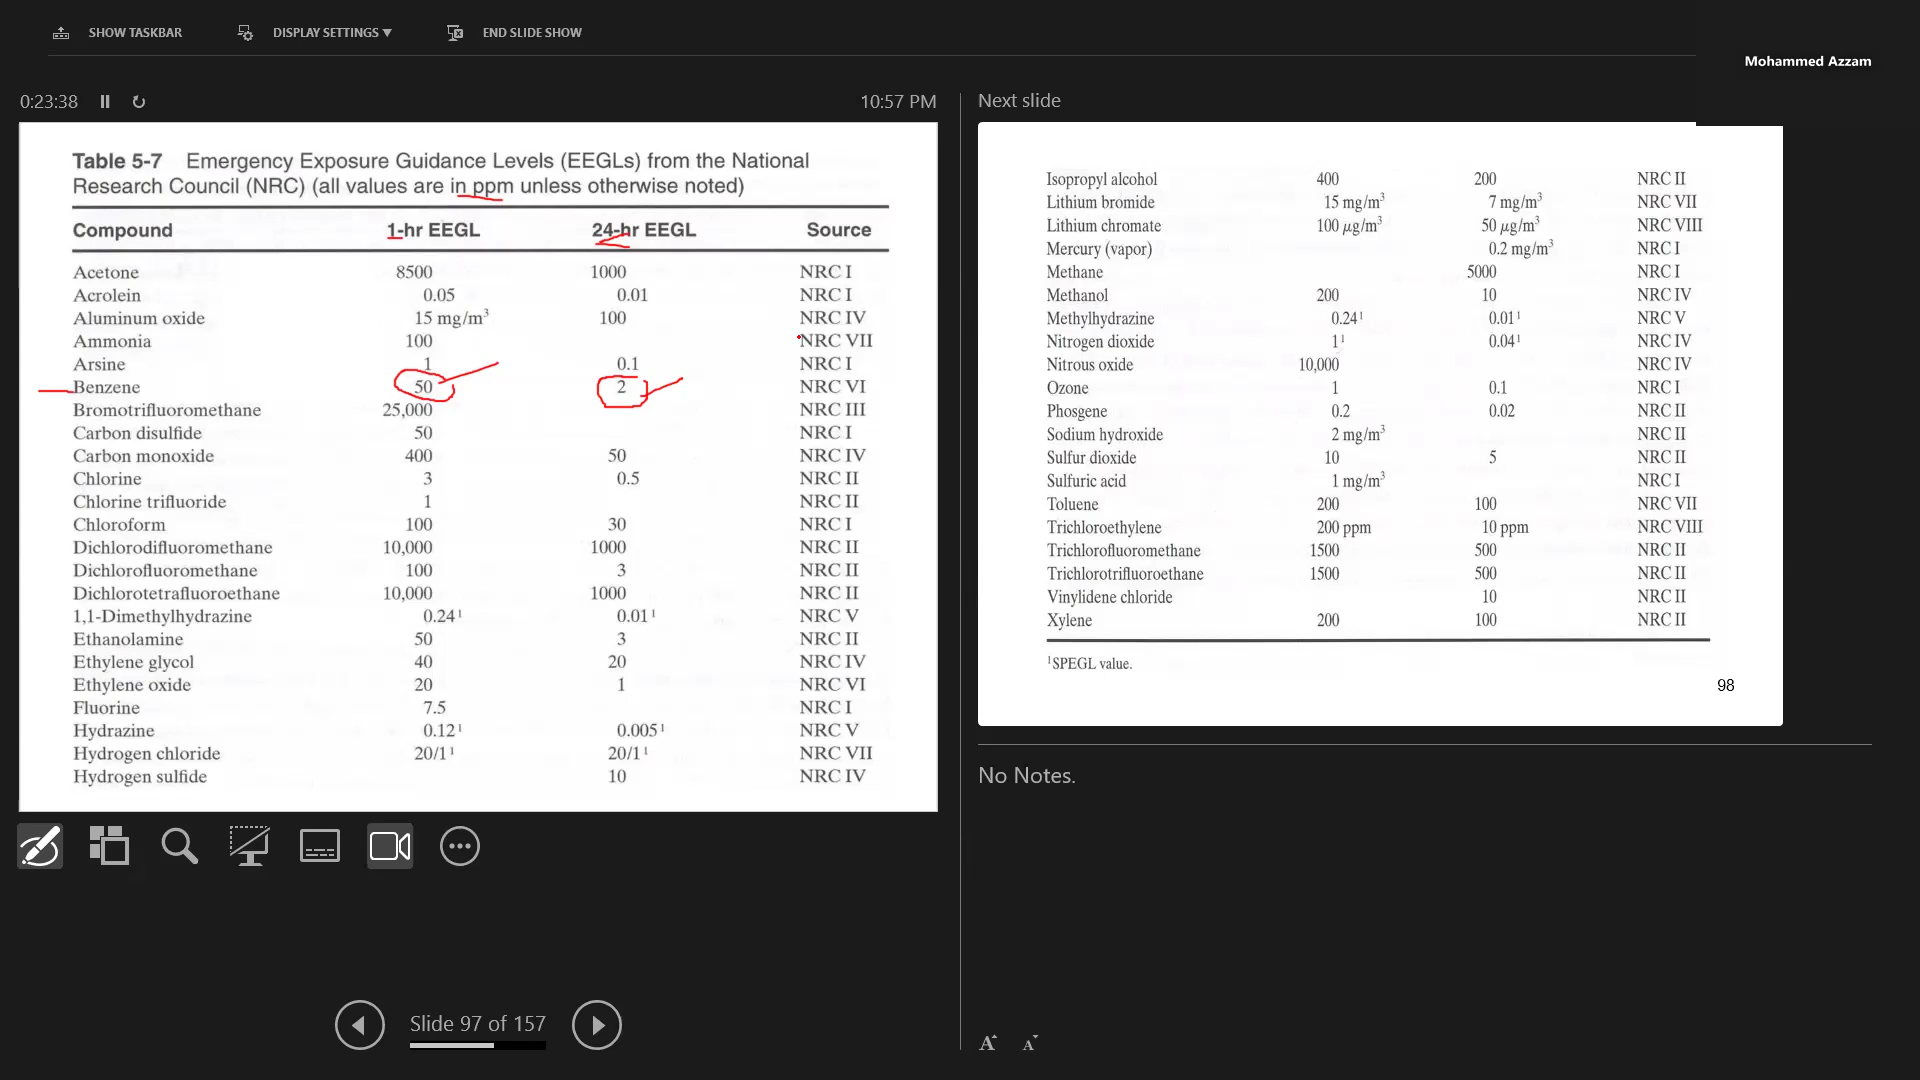 SHOW TASKBAR DISPLAY SETTINGS ▼ END SLIDE SHOW
Mohammed Azzam
0:23:38 10:57 PM
Table 5-7 Emergency Exposure Guidance Levels (EEGLs) from the National
Research Council (NRC) (all values are in ppm unless otherwise noted)
Compound 1-hr EEGL 24-hr EEGL Source
Acetone 8500 1000 NRC I
Acrolein 0.05 0.01 NRC I
Aluminum oxide 15 mg/m³ 100 NRC IV
Ammonia 100 NRC VII
Arsine 1 0.1 NRC I
Benzene 50 2 NRC VI
Bromotrifluoromethane 25,000 NRC III
Carbon disulfide 50 NRC I
Carbon monoxide 400 50 NRC IV
Chlorine 3 0.5 NRC II
Chlorine trifluoride 1 NRC II
Chloroform 100 30 NRC I
Dichlorodifluoromethane 10,000 1000 NRC II
Dichlorofluoromethane 100 3 NRC II
Dichlorotetrafluoroethane 10,000 1000 NRC II
1,1-Dimethylhydrazine 0.24¹ 0.01¹ NRC V
Ethanolamine 50 3 NRC II
Ethylene glycol 40 20 NRC IV
Ethylene oxide 20 1 NRC VI
Fluorine 7.5 NRC I
Hydrazine 0.12¹ 0.005¹ NRC V
Hydrogen chloride 20/1¹ 20/1¹ NRC VII
Hydrogen sulfide 10 NRC IV
Slide 97 of 157
Next slide
Isopropyl alcohol 400 200 NRC II
Lithium bromide 15 mg/m³ 7 mg/m³ NRC VII
Lithium chromate 100 μg/m³ 50 μg/m³ NRC VIII
Mercury (vapor) 0.2 mg/m³ NRC I
Methane 5000 NRC I
Methanol 200 10 NRC IV
Methylhydrazine 0.24¹ 0.01¹ NRC V
Nitrogen dioxide 1¹ 0.04¹ NRC IV
Nitrous oxide 10,000 NRC IV
Ozone 1 0.1 NRC I
Phosgene 0.2 0.02 NRC II
Sodium hydroxide 2 mg/m³ NRC II
Sulfur dioxide 10 5 NRC II
Sulfuric acid 1 mg/m³ NRC I
Toluene 200 100 NRC VII
Trichloroethylene 200 ppm 10 ppm NRC VIII
Trichlorofluoromethane 1500 500 NRC II
Trichlorotrifluoroethane 1500 500 NRC II
Vinylidene chloride 10 NRC II
Xylene 200 100 NRC II
¹SPEGL value.
98
No Notes.
A A